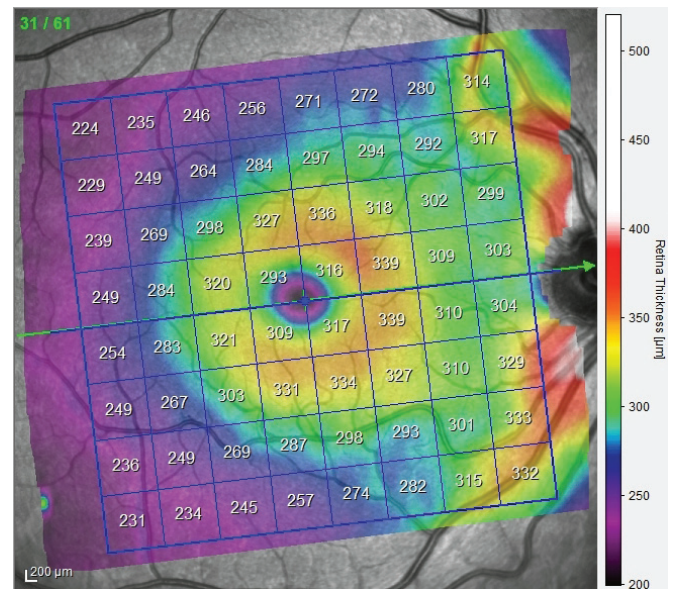 31 / 61
224 235 246 256 271 272 280 314
229 249 264 284 297 294 292 317
239 269 298 327 336 318 302 299
249 284 320 293 316 339 309 303
254 283 321 309 317 339 310 304
249 267 303 331 334 327 310 329
236 249 269 287 298 293 301 333
231 234 245 257 274 282 315 332
200 µm
500
450
400
350
300
250
200
Retina Thickness [µm]